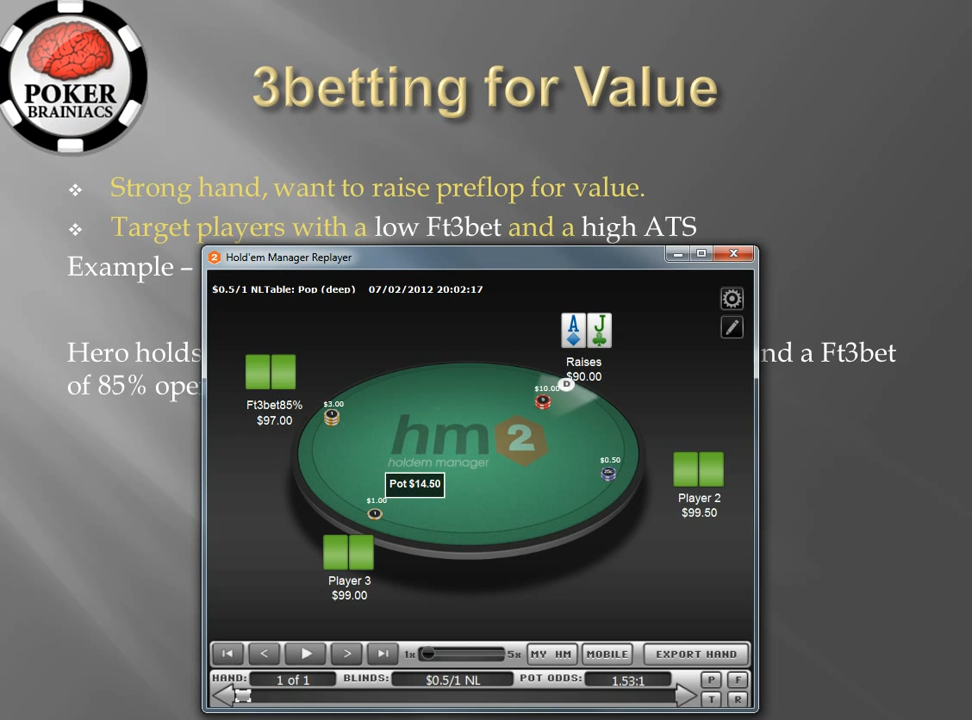 POKER
BRAINIACS
3betting for Value
Strong hand, want to raise preflop for value.
Target players with a low Ft3bet and a high ATS
Example –
Hero holds
nd a Ft3bet
of 85% ope
2 Hold'em Manager Replayer
$0.5/1 NLTable: Pop (deep) 07/02/2012 20:02:17
A J
Raises
$90.00
D
$10.00
Ft3bet85%
$97.00
$3.00
hm 2
holdem manager
$0.50
Pot $14.50
$1.00
Player 2
$99.50
Player 3
$99.00
1x 5x MY HM MOBILE EXPORT HAND
HAND: 1 of 1 BLINDS: $0.5/1 NL POT ODDS: 1.53:1 P F
T R